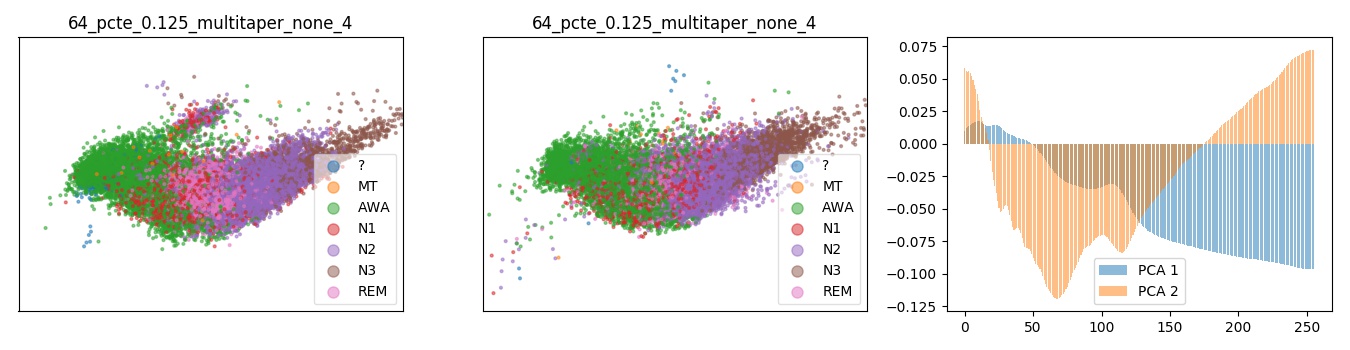 64_pcte_0.125_multitaper_none_4
?
MT
AWA
N1
N2
N3
REM
64_pcte_0.125_multitaper_none_4
?
MT
AWA
N1
N2
N3
REM
0.075
0.050
0.025
0.000
−0.025
−0.050
−0.075
−0.100
−0.125
PCA 1
PCA 2
0 50 100 150 200 250